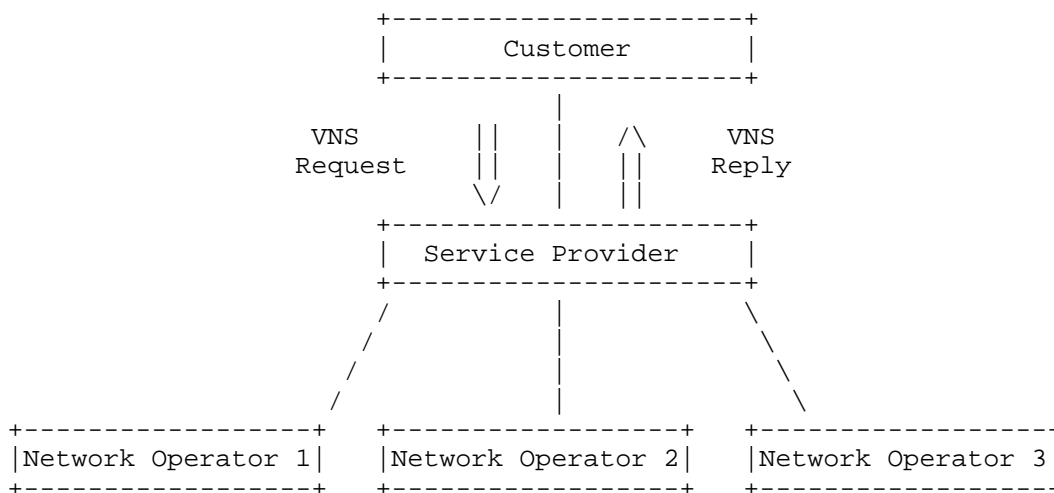 Customer
VNS VNS
Request Reply
Service Provider
Network Operator 1 Network Operator 2 Network Operator 3